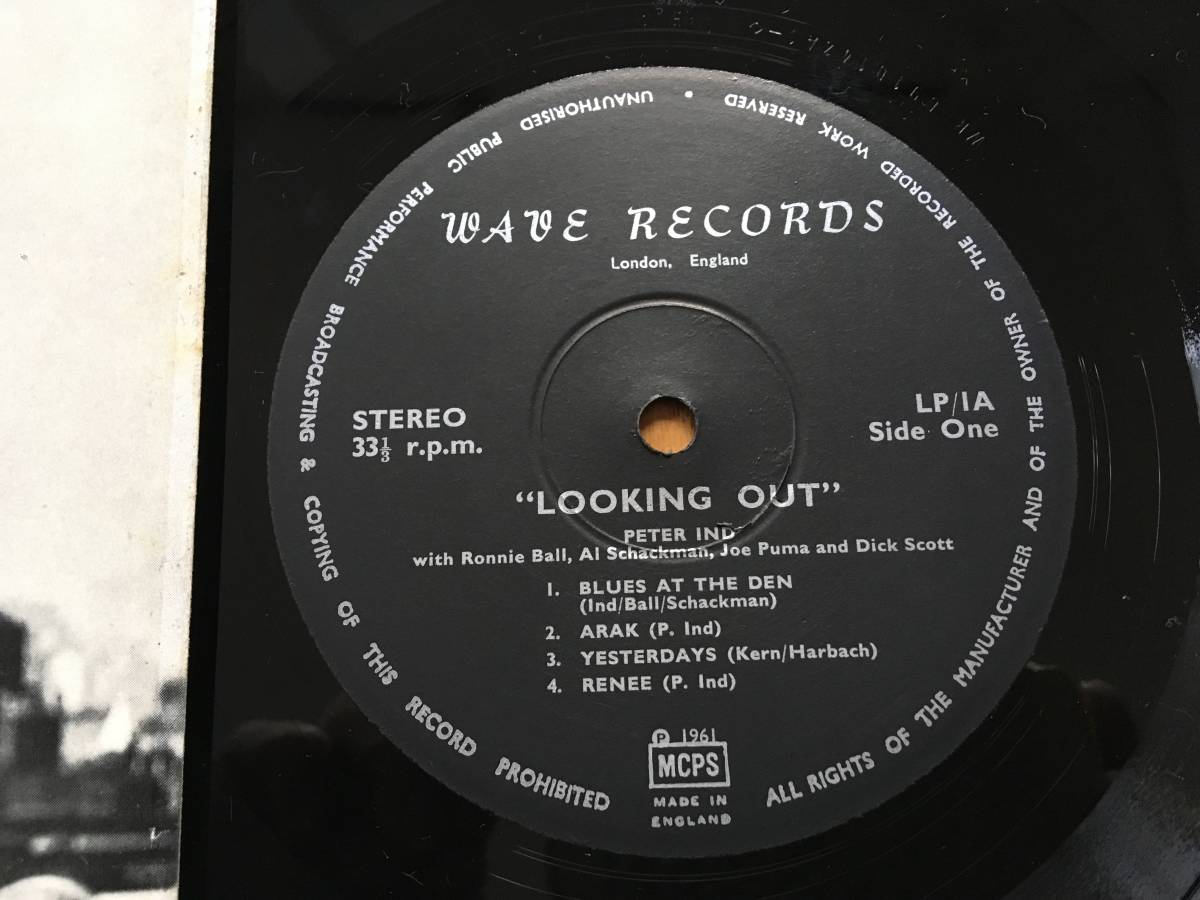 WAVE RECORDS
London, England
STEREO
33⅓ r.p.m.
LP/1A
Side One
“LOOKING OUT”
PETER IND
with Ronnie Ball, Al Schackman, Joe Puma and Dick Scott
1. BLUES AT THE DEN
(Ind/Ball/Schackman)
2. ARAK (P. Ind)
3. YESTERDAYS (Kern/Harbach)
4. RENEE (P. Ind)
℗ 1961
MCPS
MADE IN
ENGLAND
ALL RIGHTS OF THE MANUFACTURER AND OF THE OWNER OF THE RECORDED WORK RESERVED • UNAUTHORISED PUBLIC PERFORMANCE BROADCASTING & COPYING OF THIS RECORD PROHIBITED